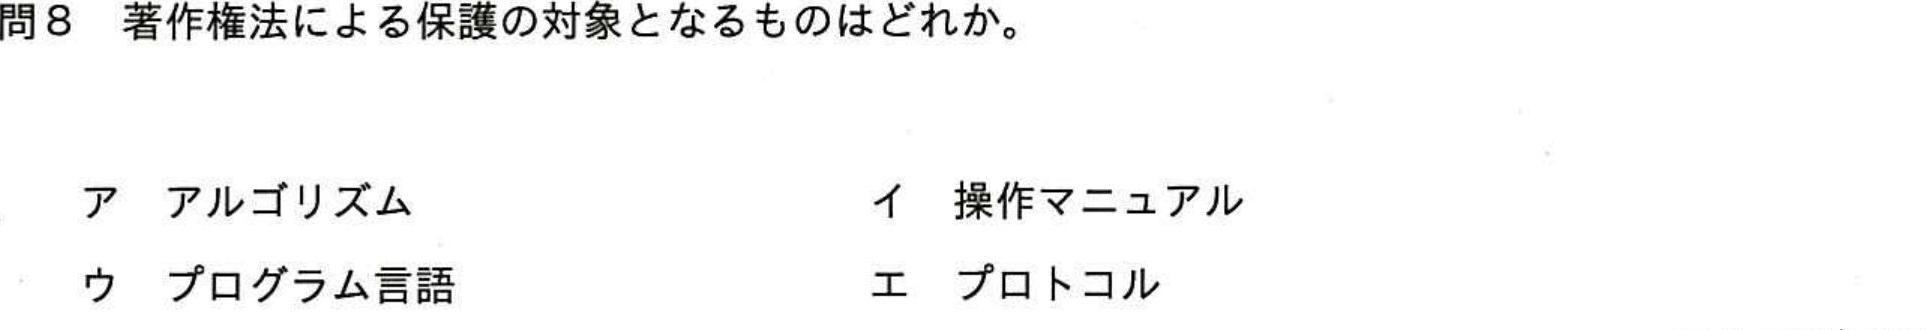 問８　著作権法による保護の対象となるものはどれか。
ア　アルゴリズム　　　イ　操作マニュアル
ウ　プログラム言語　　　エ　プロトコル